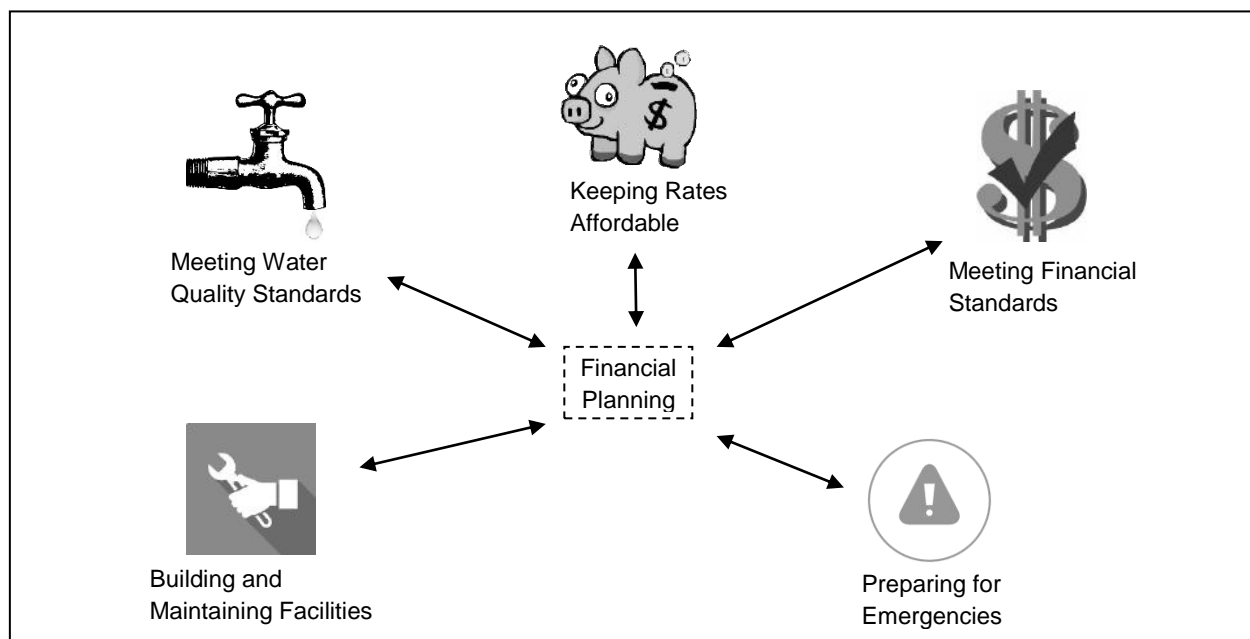 Keeping Rates
Affordable
Meeting Water
Quality Standards
Meeting Financial
Standards
Financial
Planning
Building and
Maintaining Facilities
Preparing for
Emergencies